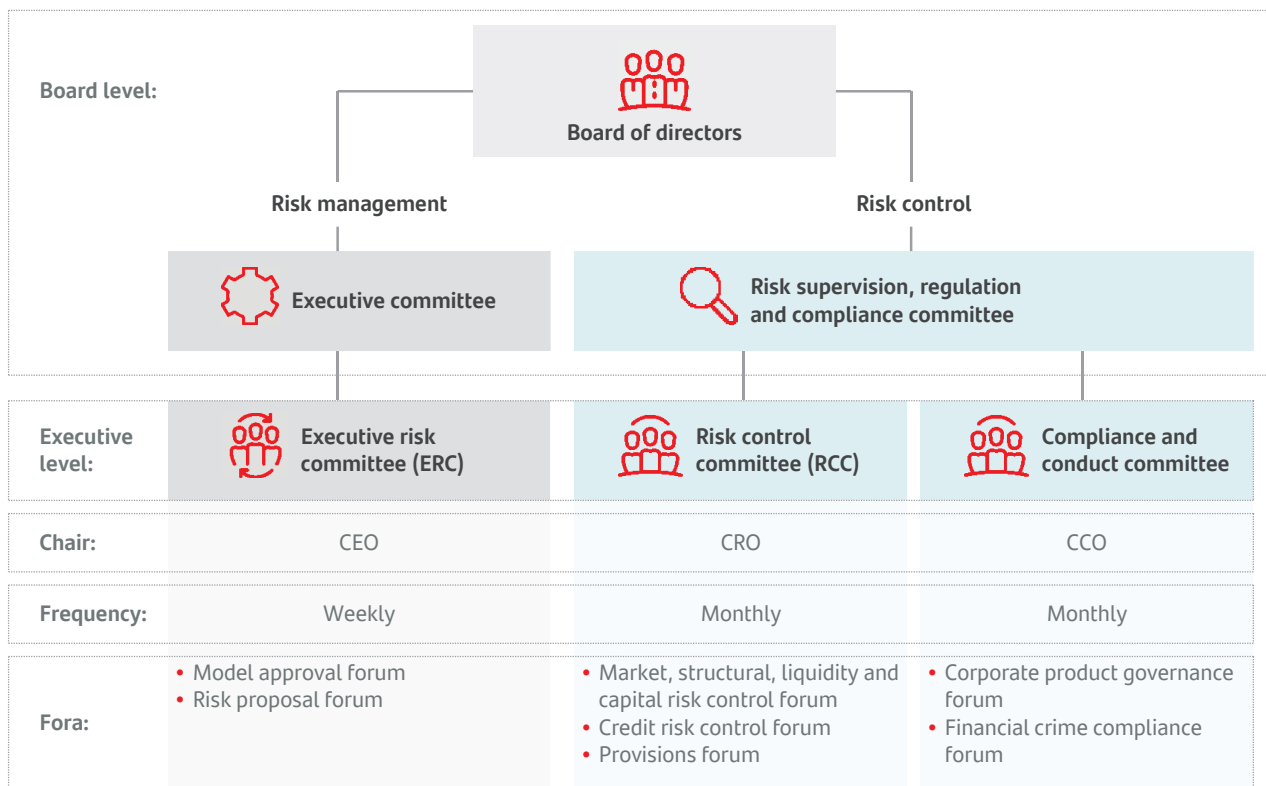 Board level:
Board of directors
Risk management
Risk control
Executive committee
Risk supervision, regulation
and compliance committee
Executive
level:
Executive risk
committee (ERC)
Risk control
committee (RCC)
Compliance and
conduct committee
Chair:
CEO
CRO
CCO
Frequency:
Weekly
Monthly
Monthly
Fora:
• Model approval forum
• Risk proposal forum
• Market, structural, liquidity and
capital risk control forum
• Credit risk control forum
• Provisions forum
• Corporate product governance
forum
• Financial crime compliance
forum